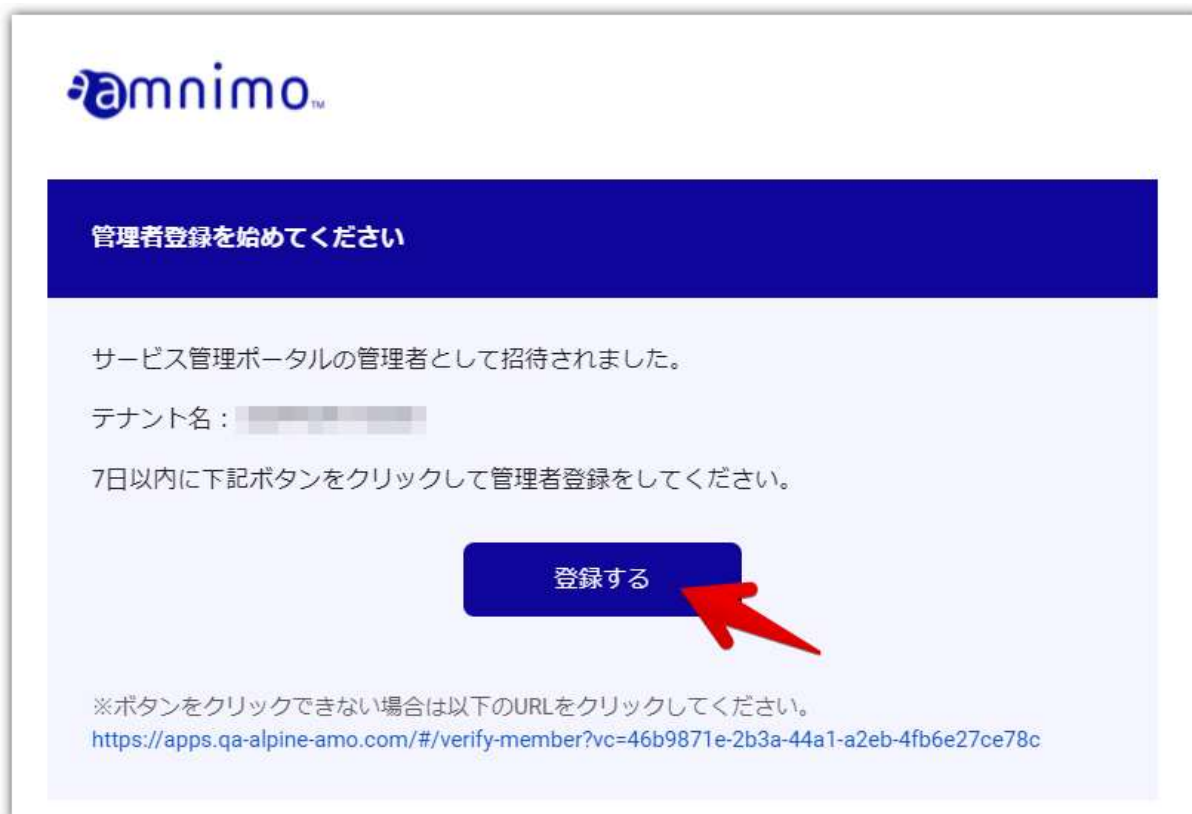 amnimo™
管理者登録を始めてください
サービス管理ポータルの管理者として招待されました。
テナント名：
7日以内に下記ボタンをクリックして管理者登録をしてください。
登録する
※ボタンをクリックできない場合は以下のURLをクリックしてください。
https://apps.qa-alpine-amo.com/#/verify-member?vc=46b9871e-2b3a-44a1-a2eb-4fb6e27ce78c